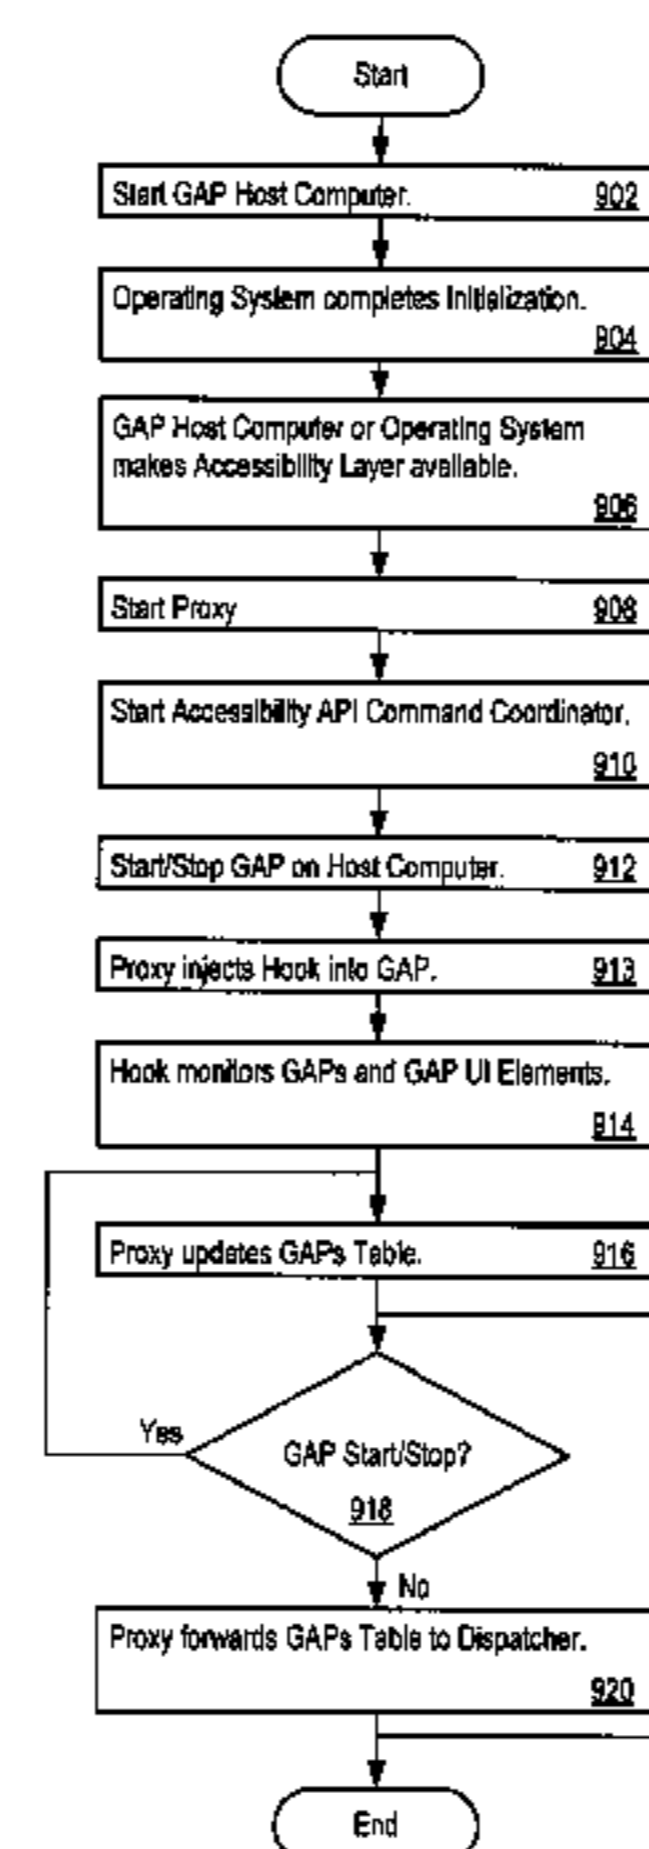 Start
Start GAP Host Computer. 902
Operating System completes Initialization.
904
GAP Host Computer or Operating System
makes Accessibility Layer available.
906
Start Proxy 908
Start Accessibility API Command Coordinator.
910
Start/Stop GAP on Host Computer. 912
Proxy injects Hook into GAP. 913
Hook monitors GAPs and GAP UI Elements.
914
Proxy updates GAPs Table. 916
Yes
GAP Start/Stop?
918
No
Proxy forwards GAPs Table to Dispatcher.
920
End